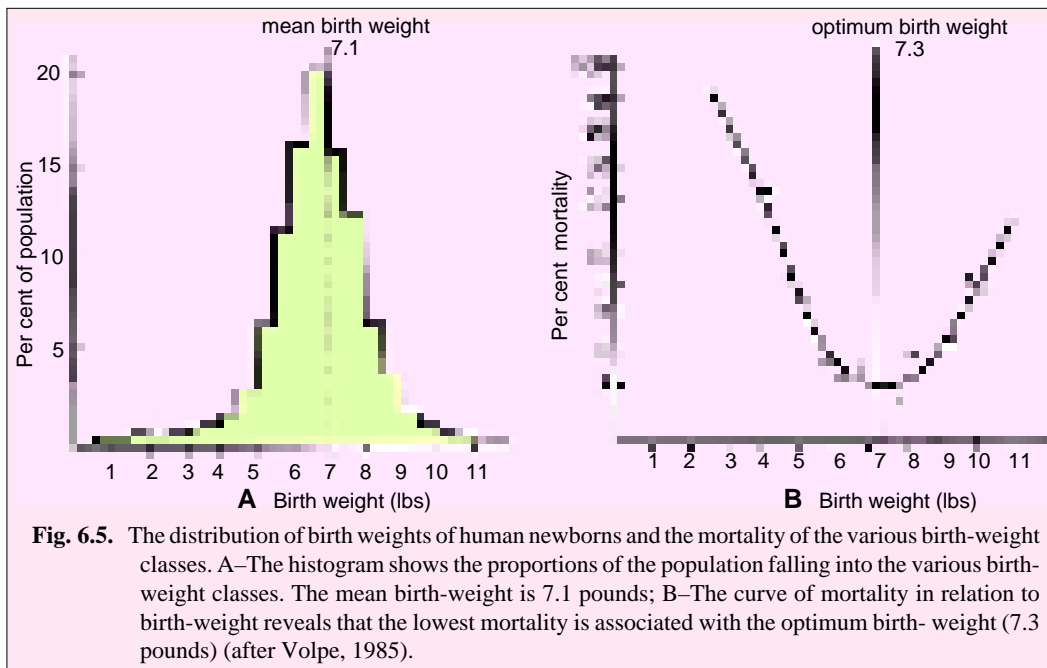 mean birth weight
7.1
20
15
10
5
Per cent of population
1 2 3 4 5 6 7 8 9 10 11
A Birth weight (lbs)
optimum birth weight
7.3
Per cent mortality
1 2 3 4 5 6 7 8 9 10 11
B Birth weight (lbs)
Fig. 6.5. The distribution of birth weights of human newborns and the mortality of the various birth-weight
classes. A–The histogram shows the proportions of the population falling into the various birth-
weight classes. The mean birth-weight is 7.1 pounds; B–The curve of mortality in relation to
birth-weight reveals that the lowest mortality is associated with the optimum birth- weight (7.3
pounds) (after Volpe, 1985).